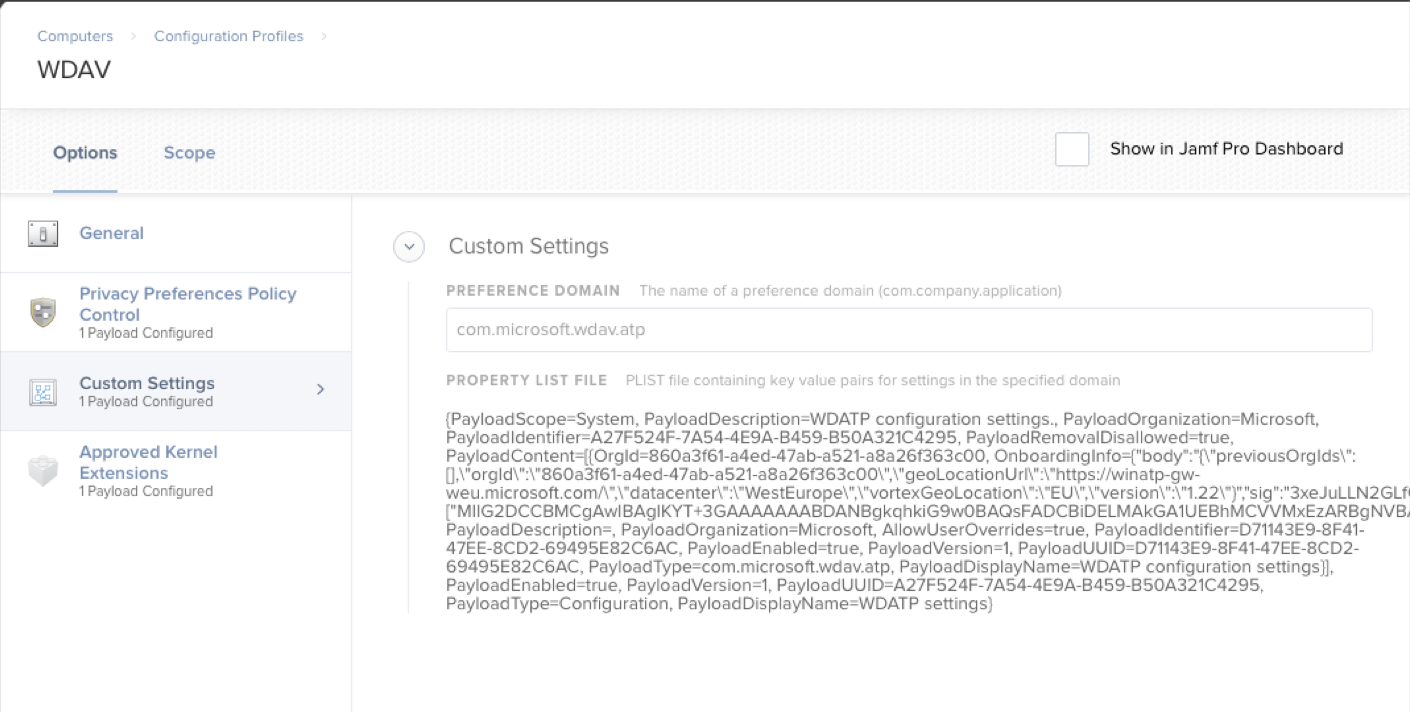 Computers > Configuration Profiles >
WDAV
Options Scope
Show in Jamf Pro Dashboard
General
Privacy Preferences Policy
Control
1 Payload Configured
Custom Settings
1 Payload Configured
Approved Kernel
Extensions
1 Payload Configured
Custom Settings
PREFERENCE DOMAIN The name of a preference domain (com.company.application)
com.microsoft.wdav.atp
PROPERTY LIST FILE PLIST file containing key value pairs for settings in the specified domain
{PayloadScope=System, PayloadDescription=WDATP configuration settings., PayloadOrganization=Microsoft,
PayloadIdentifier=A27F524F-7A54-4E9A-B459-B50A321C4295, PayloadRemovalDisallowed=true,
PayloadContent=[{OrgId=860a3f61-a4ed-47ab-a521-a8a26f363c00, OnboardingInfo={"body":"{\"previousOrgIds\":
[],\"orgId\":\"860a3f61-a4ed-47ab-a521-a8a26f363c00\",\"geoLocationUrl\":\"https://winatp-gw-
weu.microsoft.com/\",\"datacenter\":\"WestEurope\",\"vortexGeoLocation\":\"EU\",\"version\":\"1.22\"}","sig":"3xeJuLLN2GLf
["MIIG2DCCBMCgAwIBAgIKYT+3GAAAAAAABDANBgkqhkiG9w0BAQsFADCBiDELMAkGA1UEBhMCVVMxEzARBgNVBA
PayloadDescription=, PayloadOrganization=Microsoft, AllowUserOverrides=true, PayloadIdentifier=D71143E9-8F41-
47EE-8CD2-69495E82C6AC, PayloadEnabled=true, PayloadVersion=1, PayloadUUID=D71143E9-8F41-47EE-8CD2-
69495E82C6AC, PayloadType=com.microsoft.wdav.atp, PayloadDisplayName=WDATP configuration settings}],
PayloadEnabled=true, PayloadVersion=1, PayloadUUID=A27F524F-7A54-4E9A-B459-B50A321C4295,
PayloadType=Configuration, PayloadDisplayName=WDATP settings}